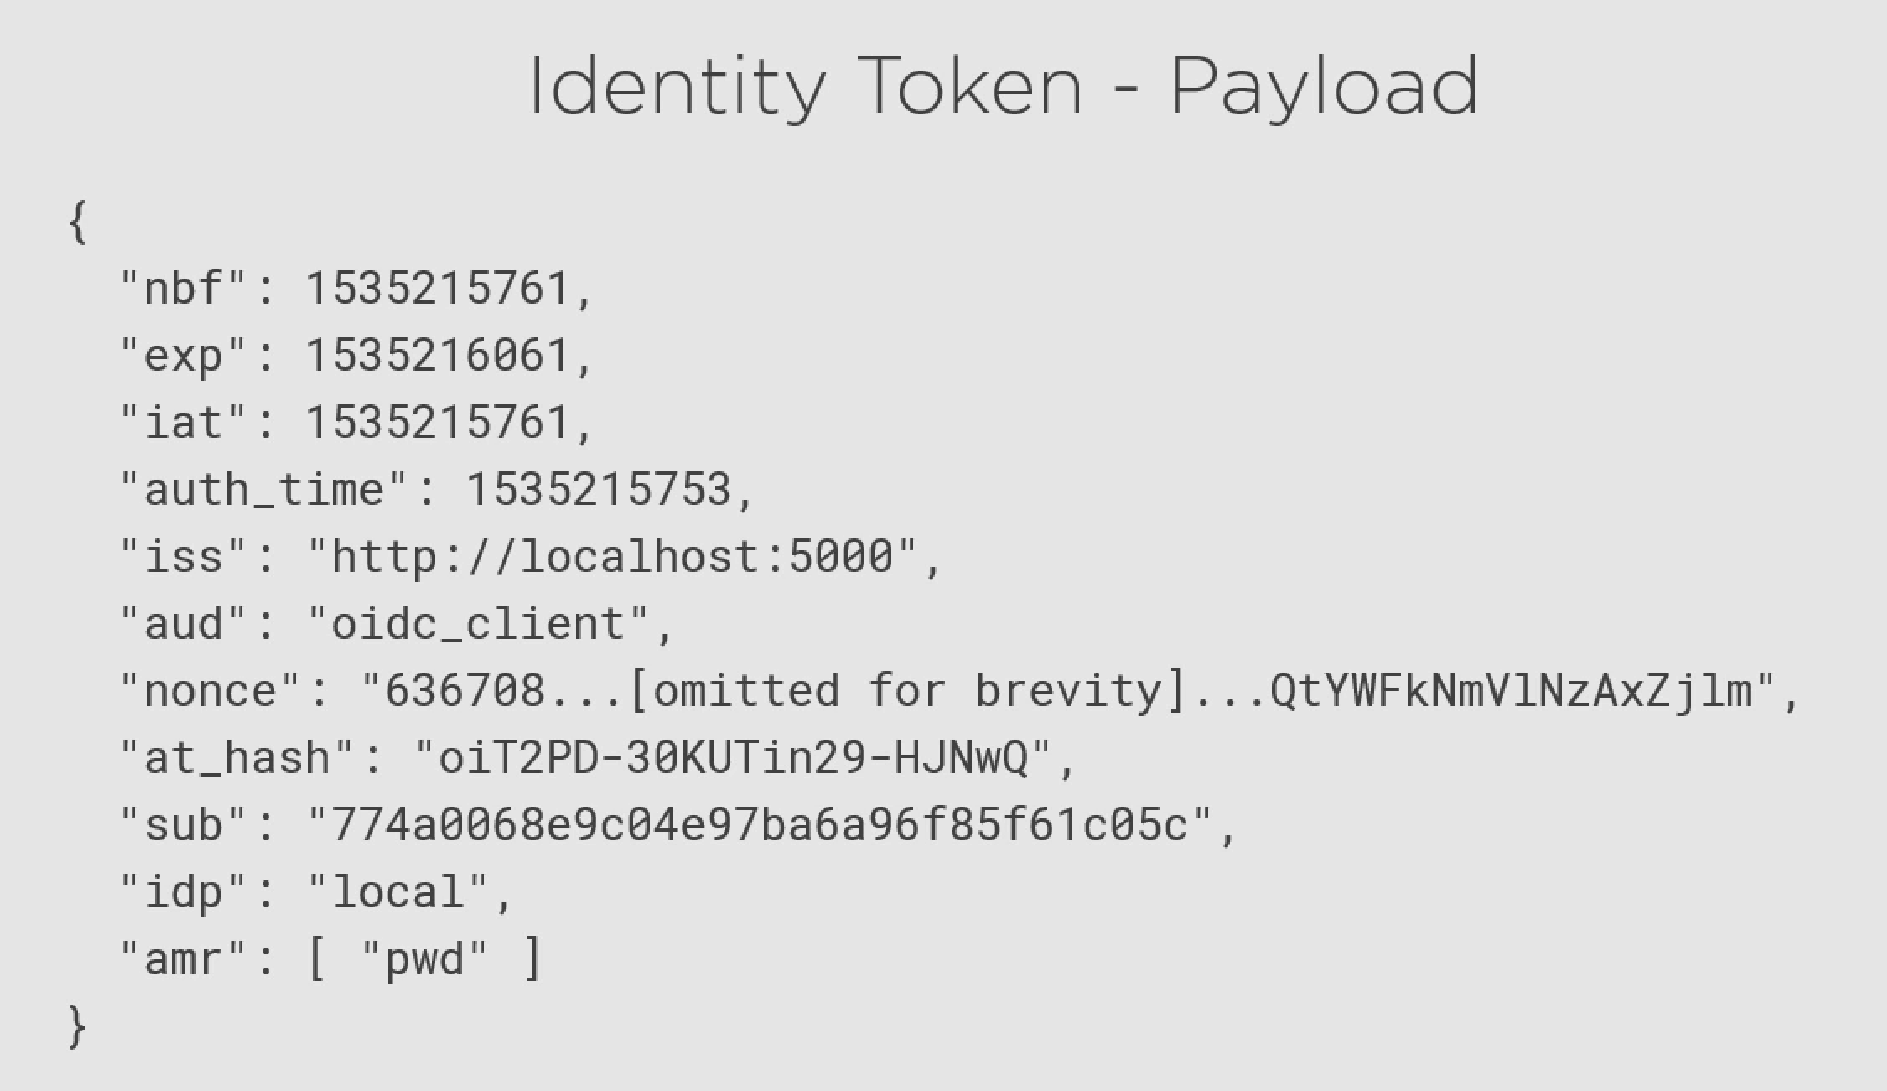 Identity Token - Payload
{
"nbf": 1535215761,
"exp": 1535216061,
"iat": 1535215761,
"auth_time": 1535215753,
"iss": "http://localhost:5000",
"aud": "oidc_client",
"nonce": "636708...[omitted for brevity]...QtYWFkNmVlNzAxZjlm",
"at_hash": "oiT2PD-30KUTin29-HJNwQ",
"sub": "774a0068e9c04e97ba6a96f85f61c05c",
"idp": "local",
"amr": [ "pwd" ]
}